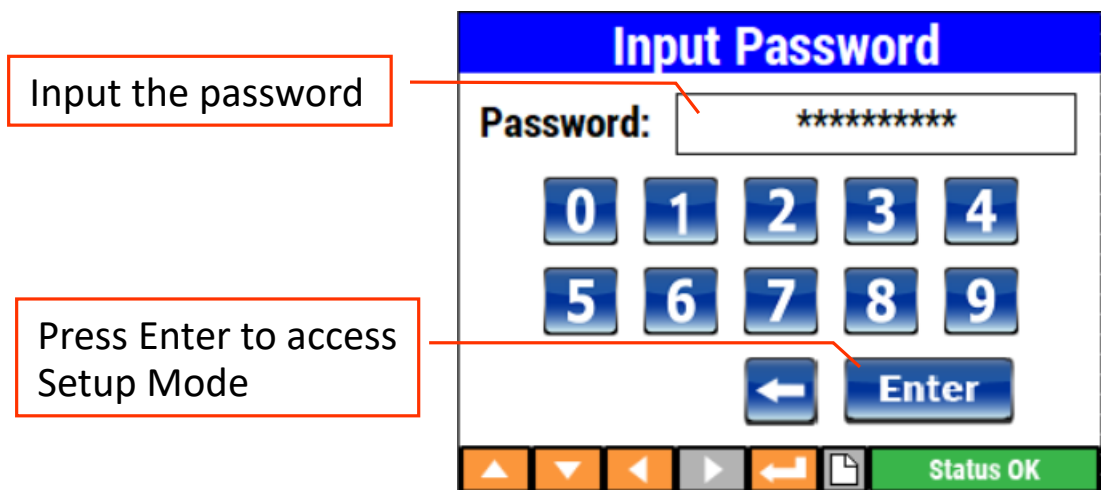 Input Password
Input the password
Password: **********
0 1 2 3 4
5 6 7 8 9
Press Enter to access
Setup Mode
Enter
Status OK